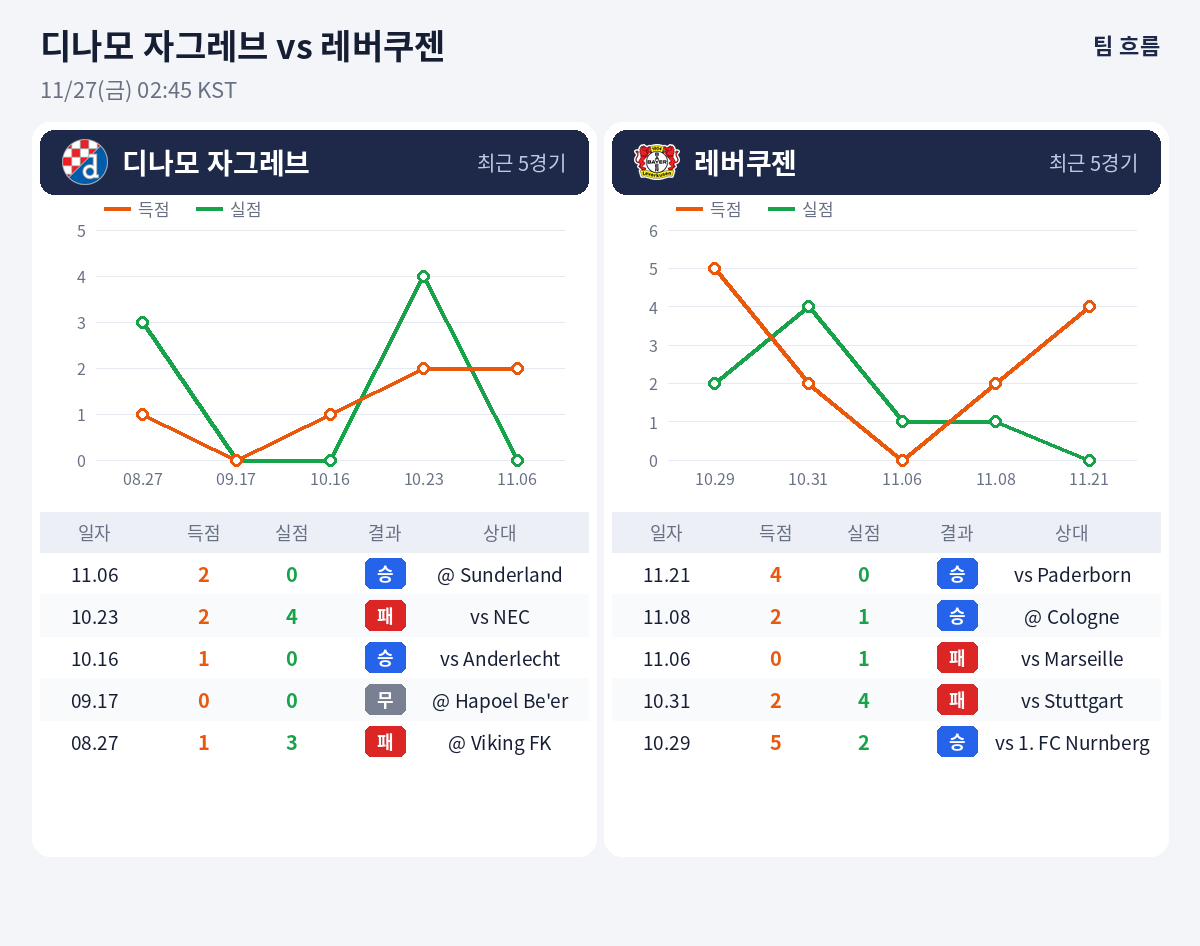 디나모 자그레브 vs 레버쿠젠
팀 흐름
11/27(금) 02:45 KST
디나모 자그레브
최근 5경기
득점 실점
5
4
3
2
1
0
08.27 09.17 10.16 10.23 11.06
일자 득점 실점 결과 상대
11.06 2 0 승 @ Sunderland
10.23 2 4 패 vs NEC
10.16 1 0 승 vs Anderlecht
09.17 0 0 무 @ Hapoel Be'er
08.27 1 3 패 @ Viking FK
레버쿠젠
최근 5경기
득점 실점
6
5
4
3
2
1
0
10.29 10.31 11.06 11.08 11.21
일자 득점 실점 결과 상대
11.21 4 0 승 vs Paderborn
11.08 2 1 승 @ Cologne
11.06 0 1 패 vs Marseille
10.31 2 4 패 vs Stuttgart
10.29 5 2 승 vs 1. FC Nurnberg